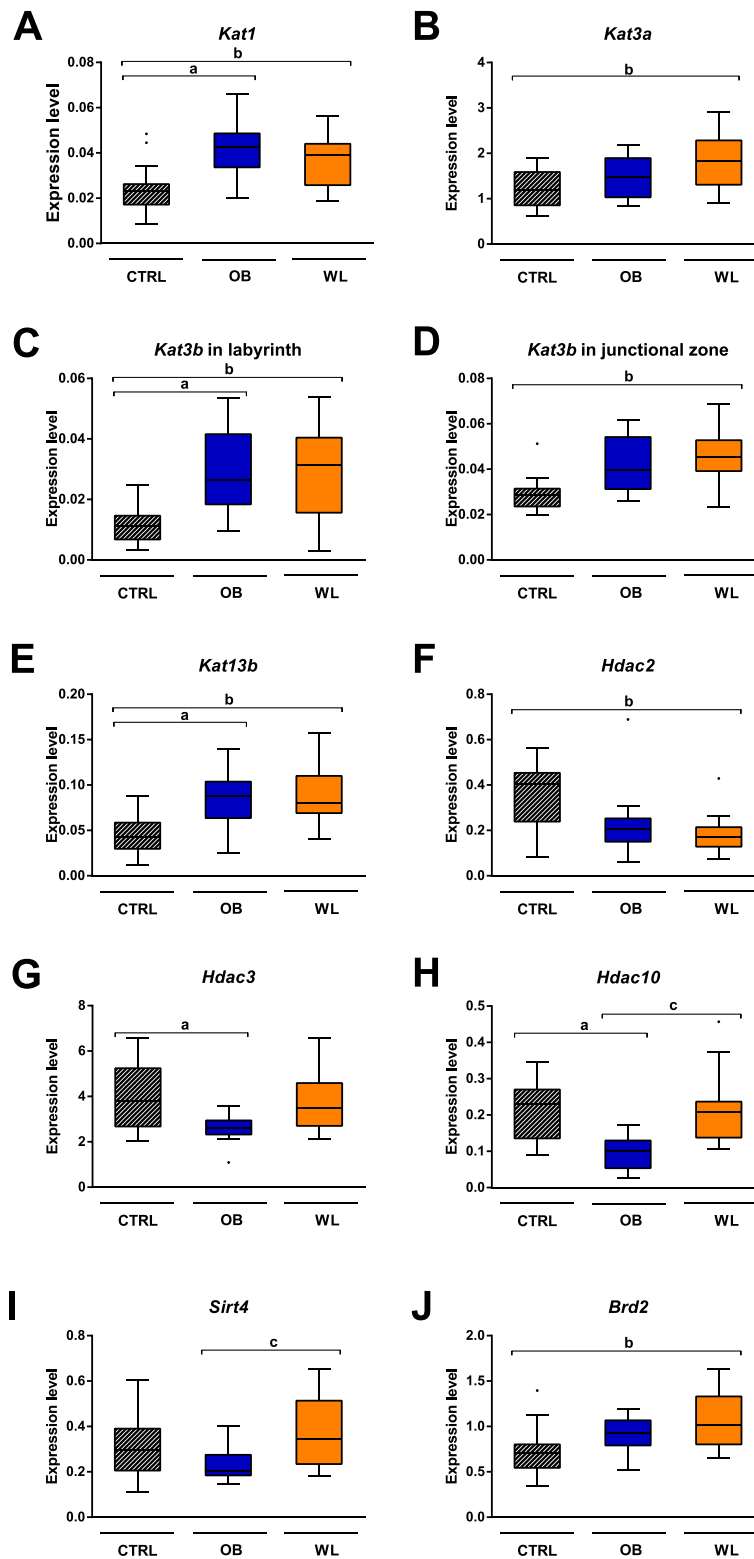 A
Kat1
b
a
Expression level
0.08
0.06
0.04
0.02
0.00
CTRL OB WL
B
Kat3a
b
Expression level
4
3
2
1
0
CTRL OB WL
C
Kat3b in labyrinth
b
a
Expression level
0.06
0.04
0.02
0.00
CTRL OB WL
D
Kat3b in junctional zone
b
Expression level
0.08
0.06
0.04
0.02
0.00
CTRL OB WL
E
Kat13b
b
a
Expression level
0.20
0.15
0.10
0.05
0.00
CTRL OB WL
F
Hdac2
b
Expression level
0.8
0.6
0.4
0.2
0.0
CTRL OB WL
G
Hdac3
a
Expression level
8
6
4
2
0
CTRL OB WL
H
Hdac10
c
a
Expression level
0.5
0.4
0.3
0.2
0.1
0.0
CTRL OB WL
I
Sirt4
c
Expression level
0.8
0.6
0.4
0.2
0.0
CTRL OB WL
J
Brd2
b
Expression level
2.0
1.5
1.0
0.5
0.0
CTRL OB WL